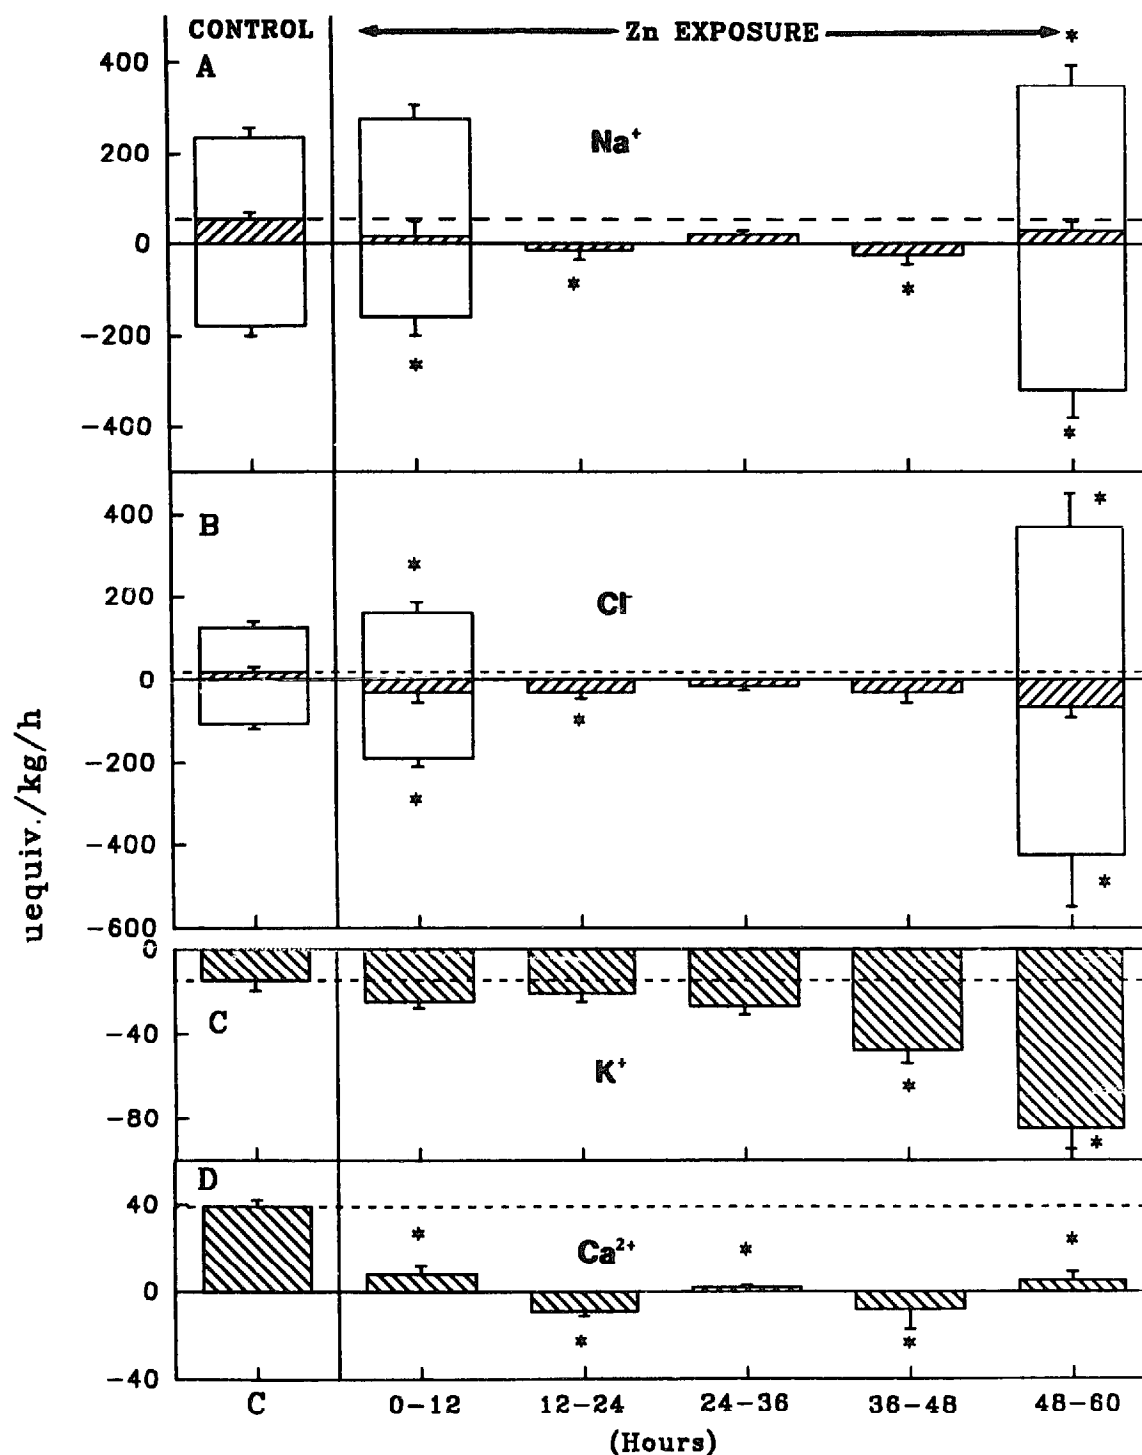 CONTROL
Zn EXPOSURE
*
A
Na⁺
400
200
0
-200
-400
* * * *
B
Cl⁻
400
200
0
-200
-400
-600
* * * * *
C
K⁺
0
-40
-80
* *
D
Ca²⁺
40
0
-40
* * * * *
uequiv./kg/h
C 0-12 12-24 24-36 36-48 48-60
(Hours)